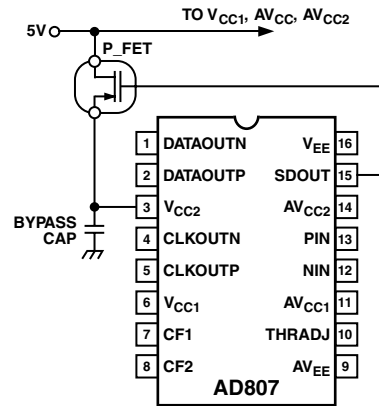 TO VCC1, AVCC, AVCC2
5V
P_FET
BYPASS
CAP
1 DATAOUTN
2 DATAOUTP
3 VCC2
4 CLKOUTN
5 CLKOUTP
6 VCC1
7 CF1
8 CF2
VEE 16
SDOUT 15
AVCC2 14
PIN 13
NIN 12
AVCC1 11
THRADJ 10
AVEE 9
AD807